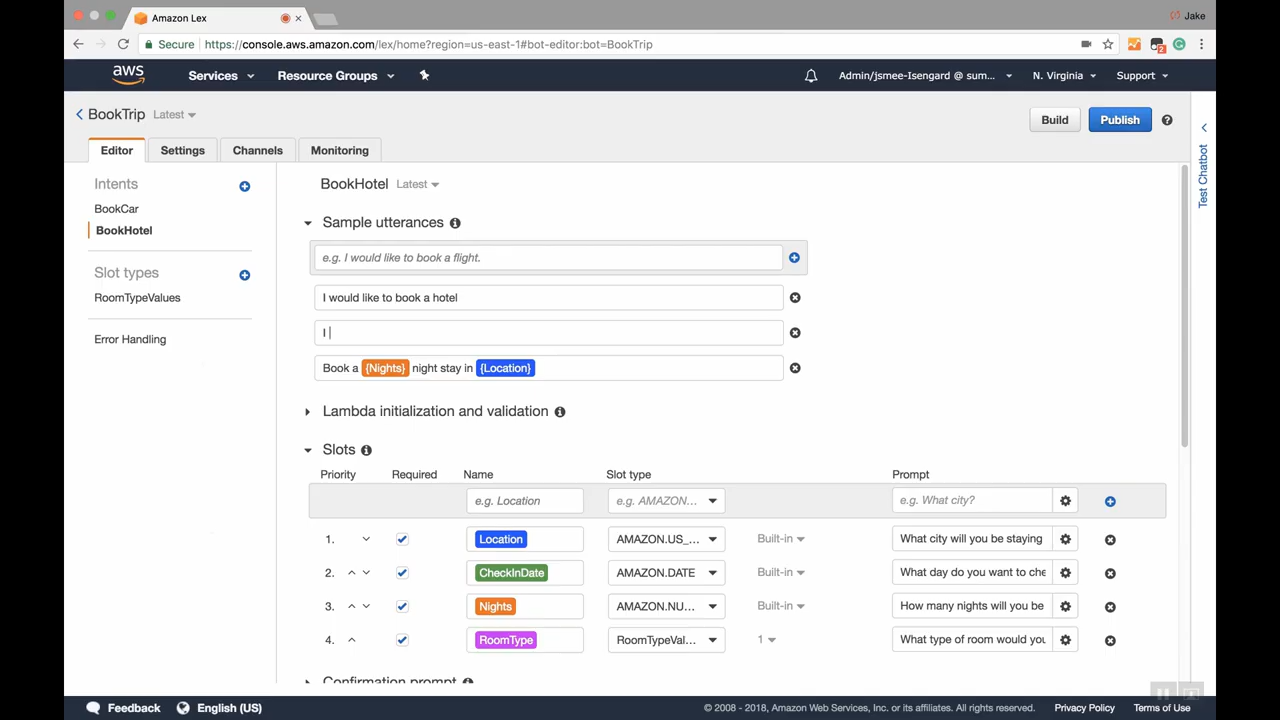 Amazon Lex
Jake
Secure https://console.aws.amazon.com/lex/home?region=us-east-1#bot-editor:bot=BookTrip
2
aws Services Resource Groups Admin/jsmee-Isengard @ sum... N. Virginia Support
BookTrip Latest
Build Publish
Editor Settings Channels Monitoring
Test Chatbot
Intents
BookCar
BookHotel
Slot types
RoomTypeValues
Error Handling
BookHotel Latest
Sample utterances
e.g. I would like to book a flight.
I would like to book a hotel
I
Book a {Nights} night stay in {Location}
Lambda initialization and validation
Slots
Priority Required Name Slot type Prompt
e.g. Location e.g. AMAZON... e.g. What city?
1. Location AMAZON.US_... Built-in What city will you be staying
2. CheckInDate AMAZON.DATE Built-in What day do you want to che
3. Nights AMAZON.NU... Built-in How many nights will you be
4. RoomType RoomTypeVal... 1 What type of room would you
Confirmation prompt
Feedback English (US) © 2008 - 2018, Amazon Web Services, Inc. or its affiliates. All rights reserved. Privacy Policy Terms of Use